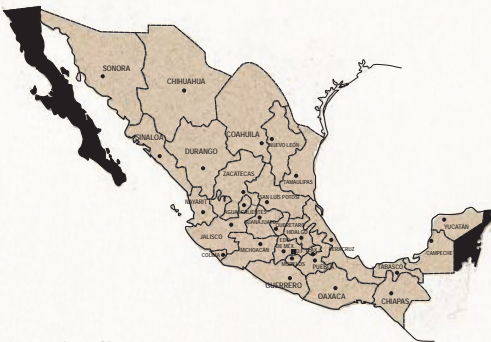 SONORA
CHIHUAHUA
SINALOA
COAHUILA
NUEVO LEÓN
DURANGO
ZACATECAS
TAMAULIPAS
SAN LUIS POTOSÍ
NAYARIT
AGUASCALIENTES
GUANAJUATO
QUERÉTARO
HIDALGO
JALISCO
VERACRUZ
YUCATÁN
MICHOACÁN
COLIMA
CAMPECHE
MORELOS
PUEBLA
TABASCO
GUERRERO
OAXACA
CHIAPAS